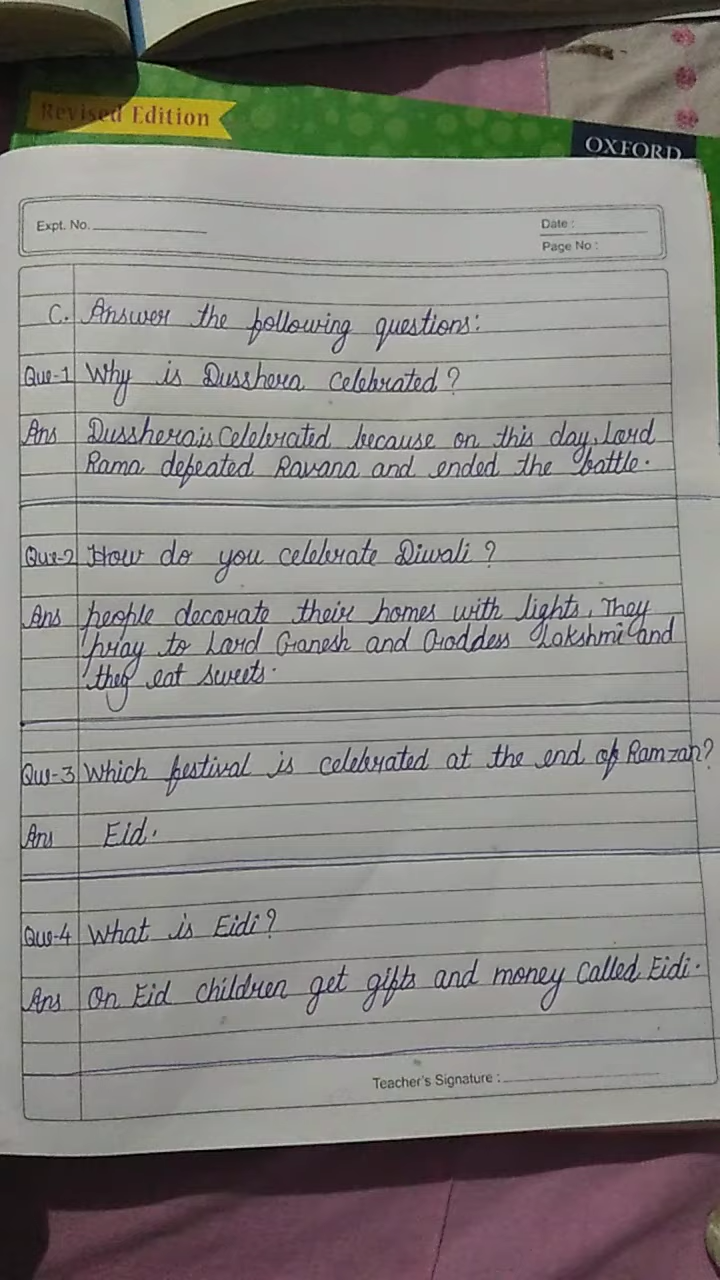 Revised Edition
OXFORD
Expt. No.
Date :
Page No :
C. Answer the following questions:
Que-1 Why is Dusshera celebrated?
Ans Dussherais celebrated because on this day, Lord
Rama defeated Ravana and ended the battle.
Que-2 How do you celebrate Diwali?
Ans people decorate their homes with lights. They
pray to Lord Ganesh and Goddess Lakshmi and
they eat sweets.
Que-3 Which festival is celebrated at the end of Ramzan?
Ans Eid.
Que-4 What is Eidi?
Ans On Eid children get gifts and money called Eidi.
Teacher's Signature :